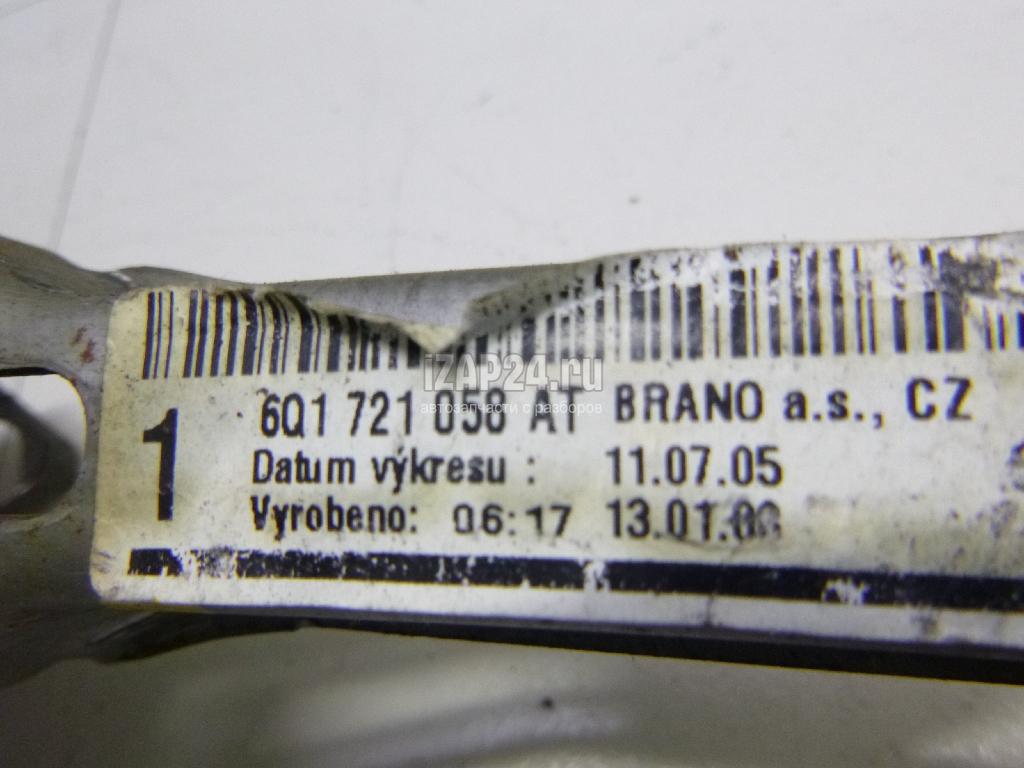 iZAP24.ru
автозапчасти с разборов
1
6Q1 721 058 AT BRANO a.s., CZ
Datum výkresu : 11.07.05
Vyrobeno: 06:17 13.01.06